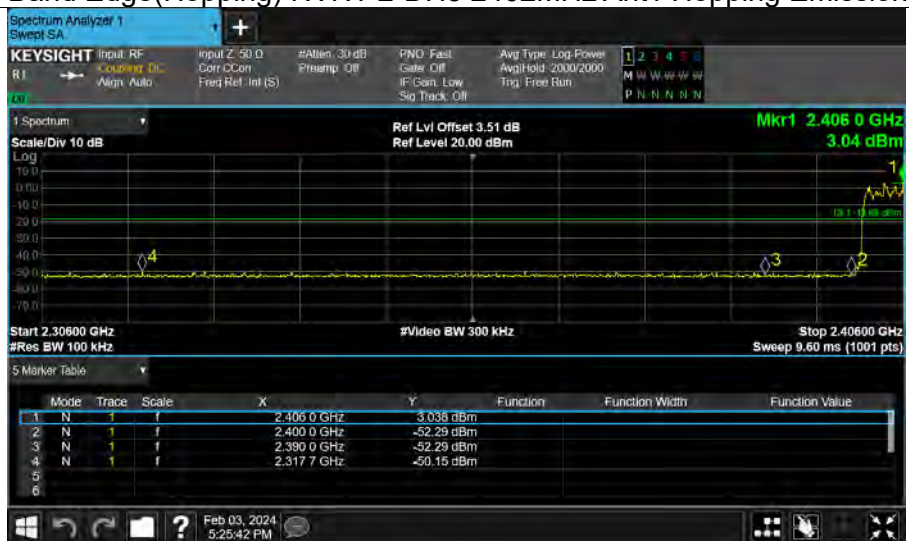 Spectrum Analyzer 1
Swept SA
+
KEYSIGHT Input: RF Input Z: 50 Ω #Atten: 30 dB PNO: Fast Avg Type: Log-Power 1 2 3 4 5 6
Coupling: DC Corr CCorr Preamp: Off Gate: Off Avg|Hold: 2000/2000 M W W W W W
Align: Auto Freq Ref: Int (S) IF Gain: Low Trig: Free Run
Sig Track: Off P N N N N N
1 Spectrum Ref Lvl Offset 3.51 dB Mkr1 2.406 0 GHz
Scale/Div 10 dB Ref Level 20.00 dBm 3.04 dBm
Log
10.0
0.00
-10.0
-20.0
-30.0
-40.0
-50.0
-60.0
-70.0
1
4
3
2
Start 2.30600 GHz #Video BW 300 kHz Stop 2.40600 GHz
#Res BW 100 kHz Sweep 9.60 ms (1001 pts)
5 Marker Table
Mode Trace Scale X Y Function Function Width Function Value
1 N 1 f 2.406 0 GHz 3.038 dBm
2 N 1 f 2.400 0 GHz -52.29 dBm
3 N 1 f 2.390 0 GHz -52.29 dBm
4 N 1 f 2.317 7 GHz -50.15 dBm
5
6
? Feb 03, 2024
5:25:42 PM